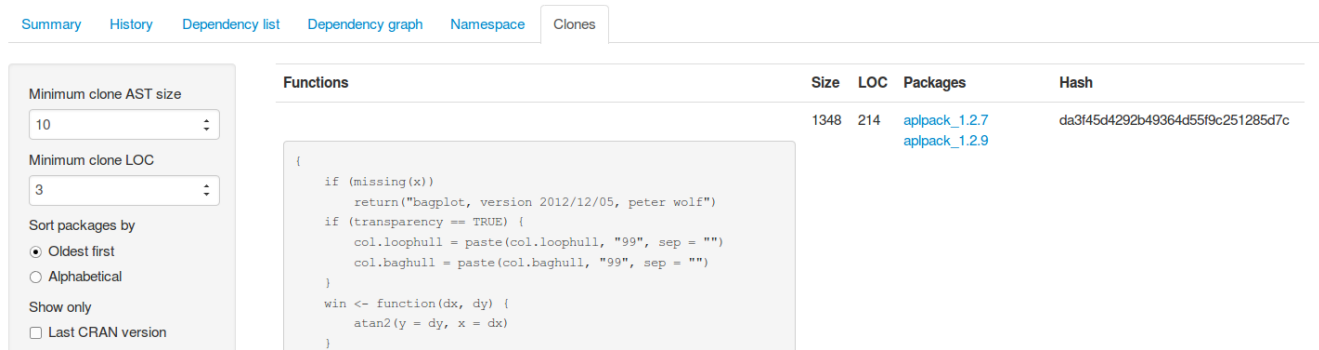 Summary History Dependency list Dependency graph Namespace Clones
Minimum clone AST size
10
Minimum clone LOC
3
Sort packages by
Oldest first
Alphabetical
Show only
Last CRAN version
Functions Size LOC Packages Hash
1348 214 aplpack_1.2.7 da3f45d4292b49364d55f9c251285d7c
aplpack_1.2.9
{
    if (missing(x))
        return("bagplot, version 2012/12/05, peter wolf")
    if (transparency == TRUE) {
        col.loophull = paste(col.loophull, "99", sep = "")
        col.baghull = paste(col.baghull, "99", sep = "")
    }
    win <- function(dx, dy) {
        atan2(y = dy, x = dx)
    }